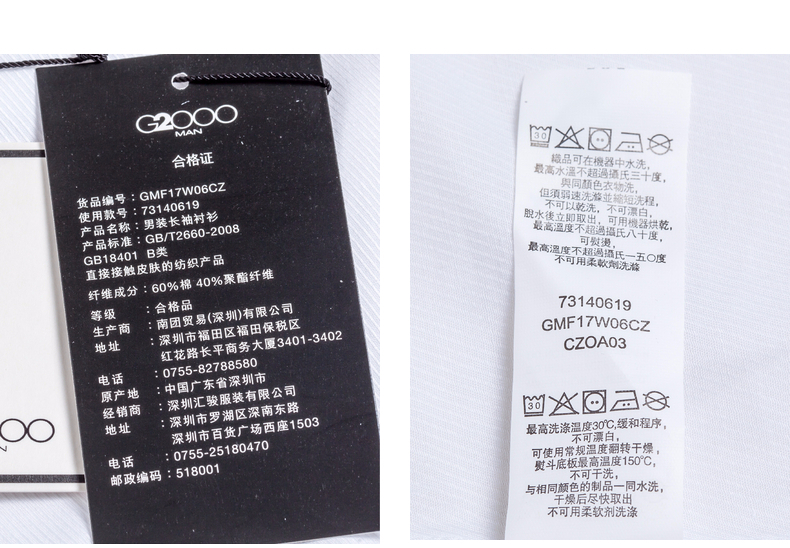 G2000
MAN
合格证
货品编号：GMF17W06CZ
使用款号：73140619
产品名称：男装长袖衬衫
产品标准：GB/T2660-2008
GB18401 B类
直接接触皮肤的纺织产品
纤维成分：60%棉 40%聚酯纤维
等级 ：合格品
生产商 ：南团贸易(深圳)有限公司
地址 ：深圳市福田区福田保税区
红花路长平商务大厦3401-3402
电话 ：0755-82788580
原产地 ：中国广东省深圳市
经销商 ：深圳汇骏服装有限公司
地址 ：深圳市罗湖区深南东路
深圳市百货广场西座1503
电话 ：0755-25180470
邮政编码：518001
30
織品可在機器中水洗，
最高水溫不超過攝氏三十度，
與同顏色衣物洗，
但須弱速洗滌並縮短洗程，
不可以乾洗，不可漂白，
脫水後立即取出，可用機器烘乾，
最高溫度不超過攝氏八十度，
可熨燙，
最高溫度不超過攝氏一五〇度
不可用柔軟劑洗滌
73140619
GMF17W06CZ
CZOA03
30
最高洗涤温度30℃,缓和程序，
不可漂白，
可使用常规温度翻转干燥，
熨斗底板最高温度150℃,
不可干洗，
与相同颜色的制品一同水洗，
干燥后尽快取出
不可用柔软剂洗涤